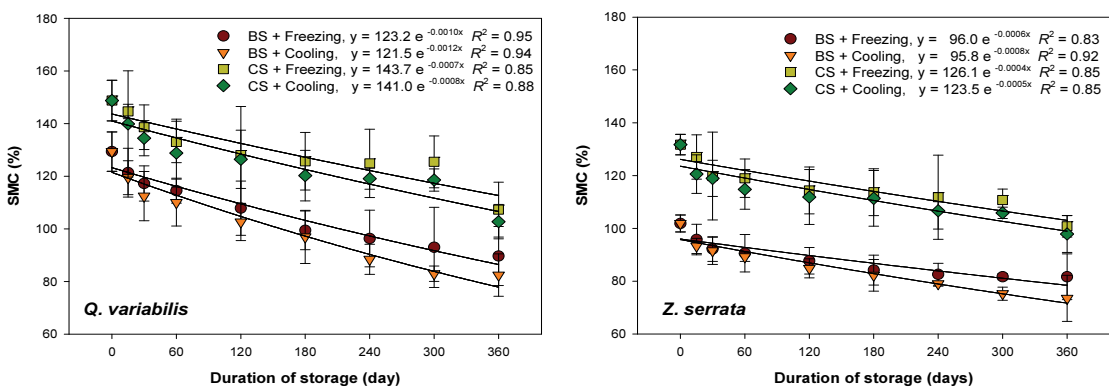 180
160
140
120
100
80
60
SMC (%)
BS + Freezing, y = 123.2 e -0.0010x R2 = 0.95
BS + Cooling, y = 121.5 e -0.0012x R2 = 0.94
CS + Freezing, y = 143.7 e -0.0007x R2 = 0.85
CS + Cooling, y = 141.0 e -0.0008x R2 = 0.88
Q. variabilis
0 60 120 180 240 300 360
Duration of storage (day)
180
160
140
120
100
80
60
SMC (%)
BS + Freezing, y = 96.0 e -0.0006x R2 = 0.83
BS + Cooling, y = 95.8 e -0.0008x R2 = 0.92
CS + Freezing, y = 126.1 e -0.0004x R2 = 0.85
CS + Cooling, y = 123.5 e -0.0005x R2 = 0.85
Z. serrata
0 60 120 180 240 300 360
Duration of storage (days)